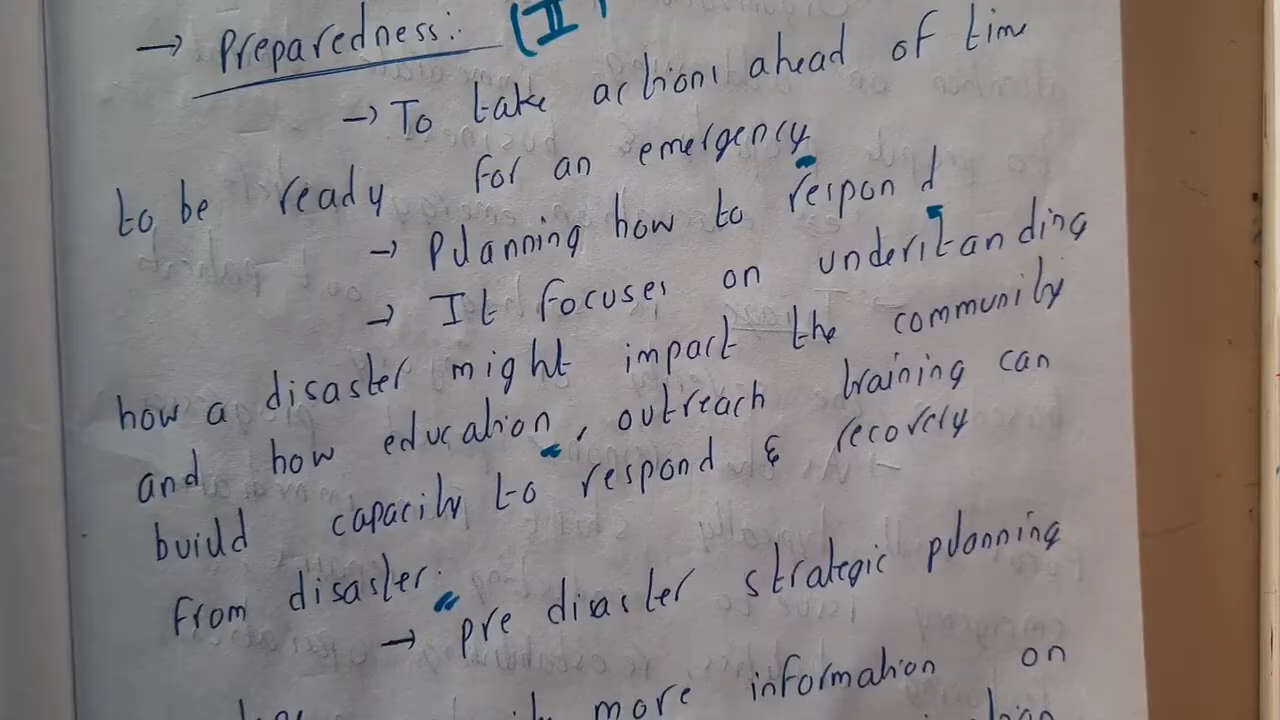 → Preparedness:. (II)
→ To take actions ahead of time
to be ready for an emergency
→ Planning how to respond
→ It focuses on understanding
how a disaster might impact the community
and how education, outreach training can
build capacity to respond & recovery
from disaster.
→ pre disaster strategic planning
more information on